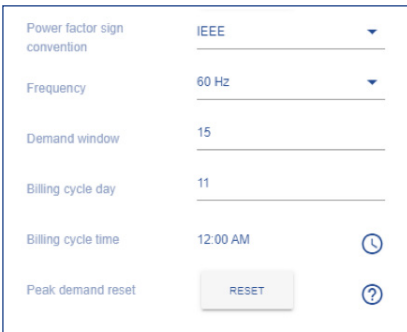 Power factor sign IEEE
convention
Frequency 60 Hz
Demand window 15
Billing cycle day 11
Billing cycle time 12:00 AM
Peak demand reset RESET ?